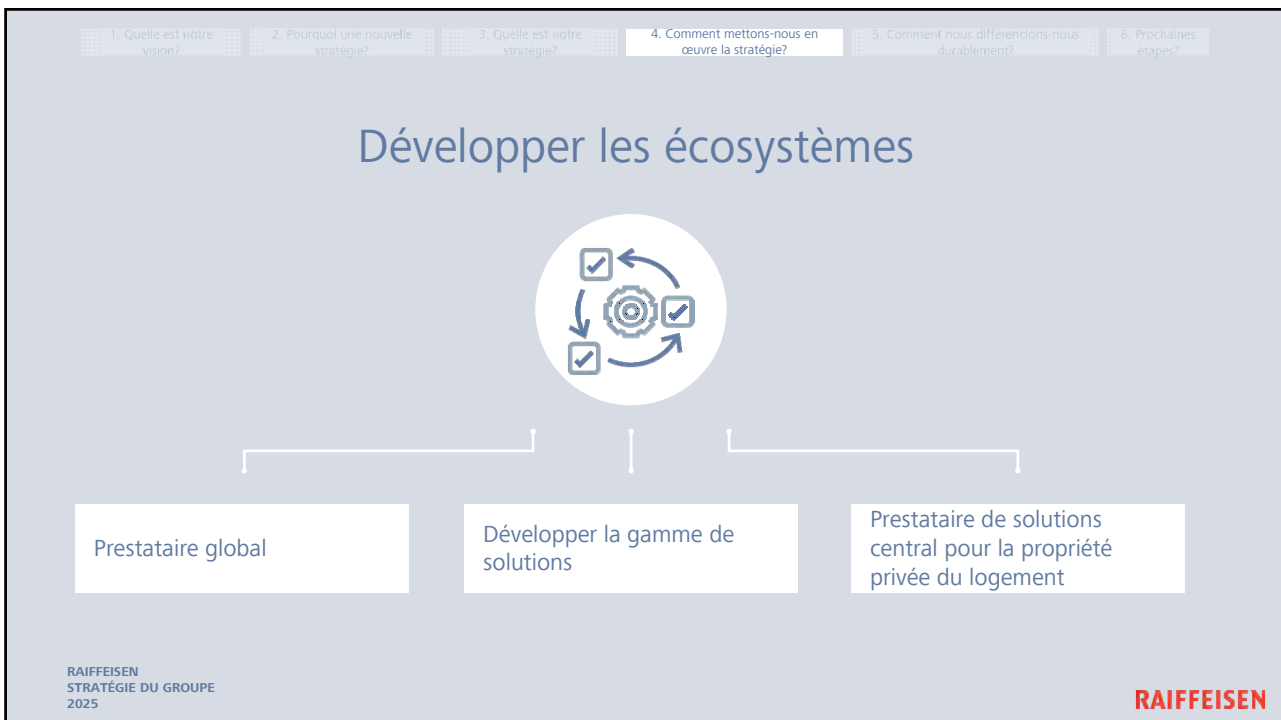 1. Quelle est notre
vision?
2. Pourquoi une nouvelle
stratégie?
3. Quelle est notre
stratégie?
4. Comment mettons-nous en
œuvre la stratégie?
5. Comment nous différencions-nous
durablement?
6. Prochaines
étapes?
Développer les écosystèmes
Prestataire global
Développer la gamme de
solutions
Prestataire de solutions
central pour la propriété
privée du logement
RAIFFEISEN
STRATÉGIE DU GROUPE
2025
RAIFFEISEN